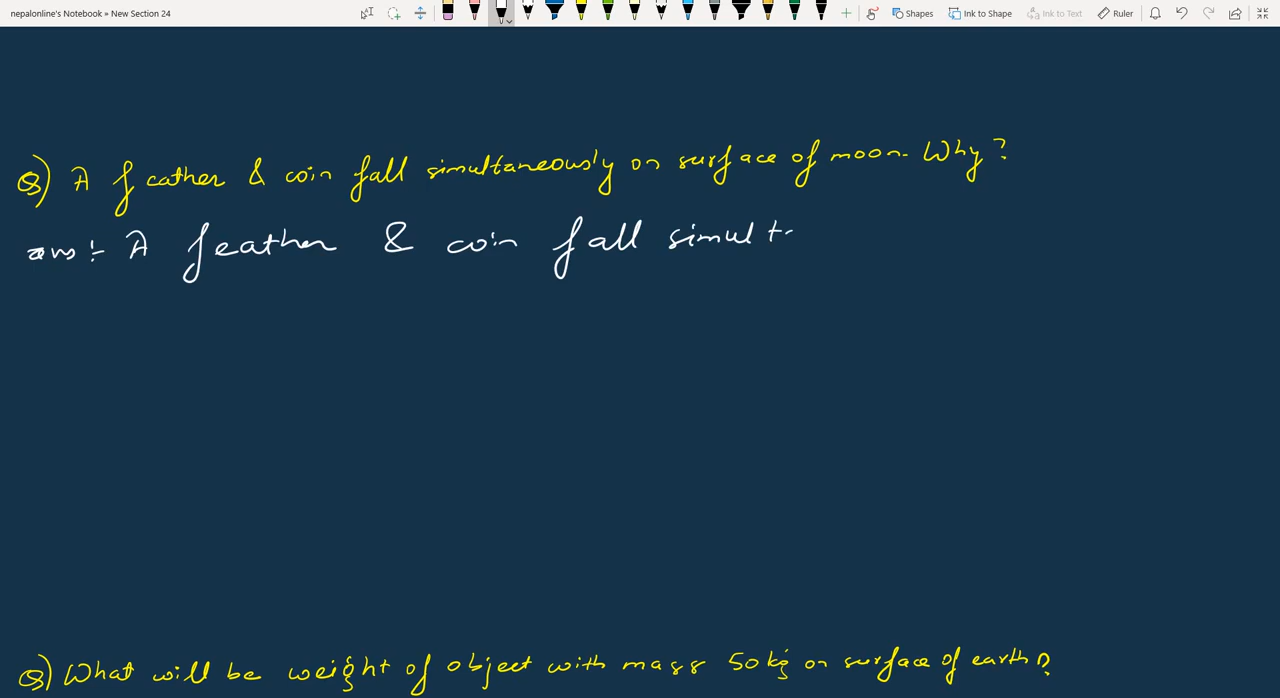 nepalonline's Notebook » New Section 24
Shapes Ink to Shape Ink to Text Ruler
Q) A feather & coin fall simultaneously on surface of moon. Why?
ans:- A feather & coin fall simult
Q) What will be weight of object with mass 50 kg on surface of earth?